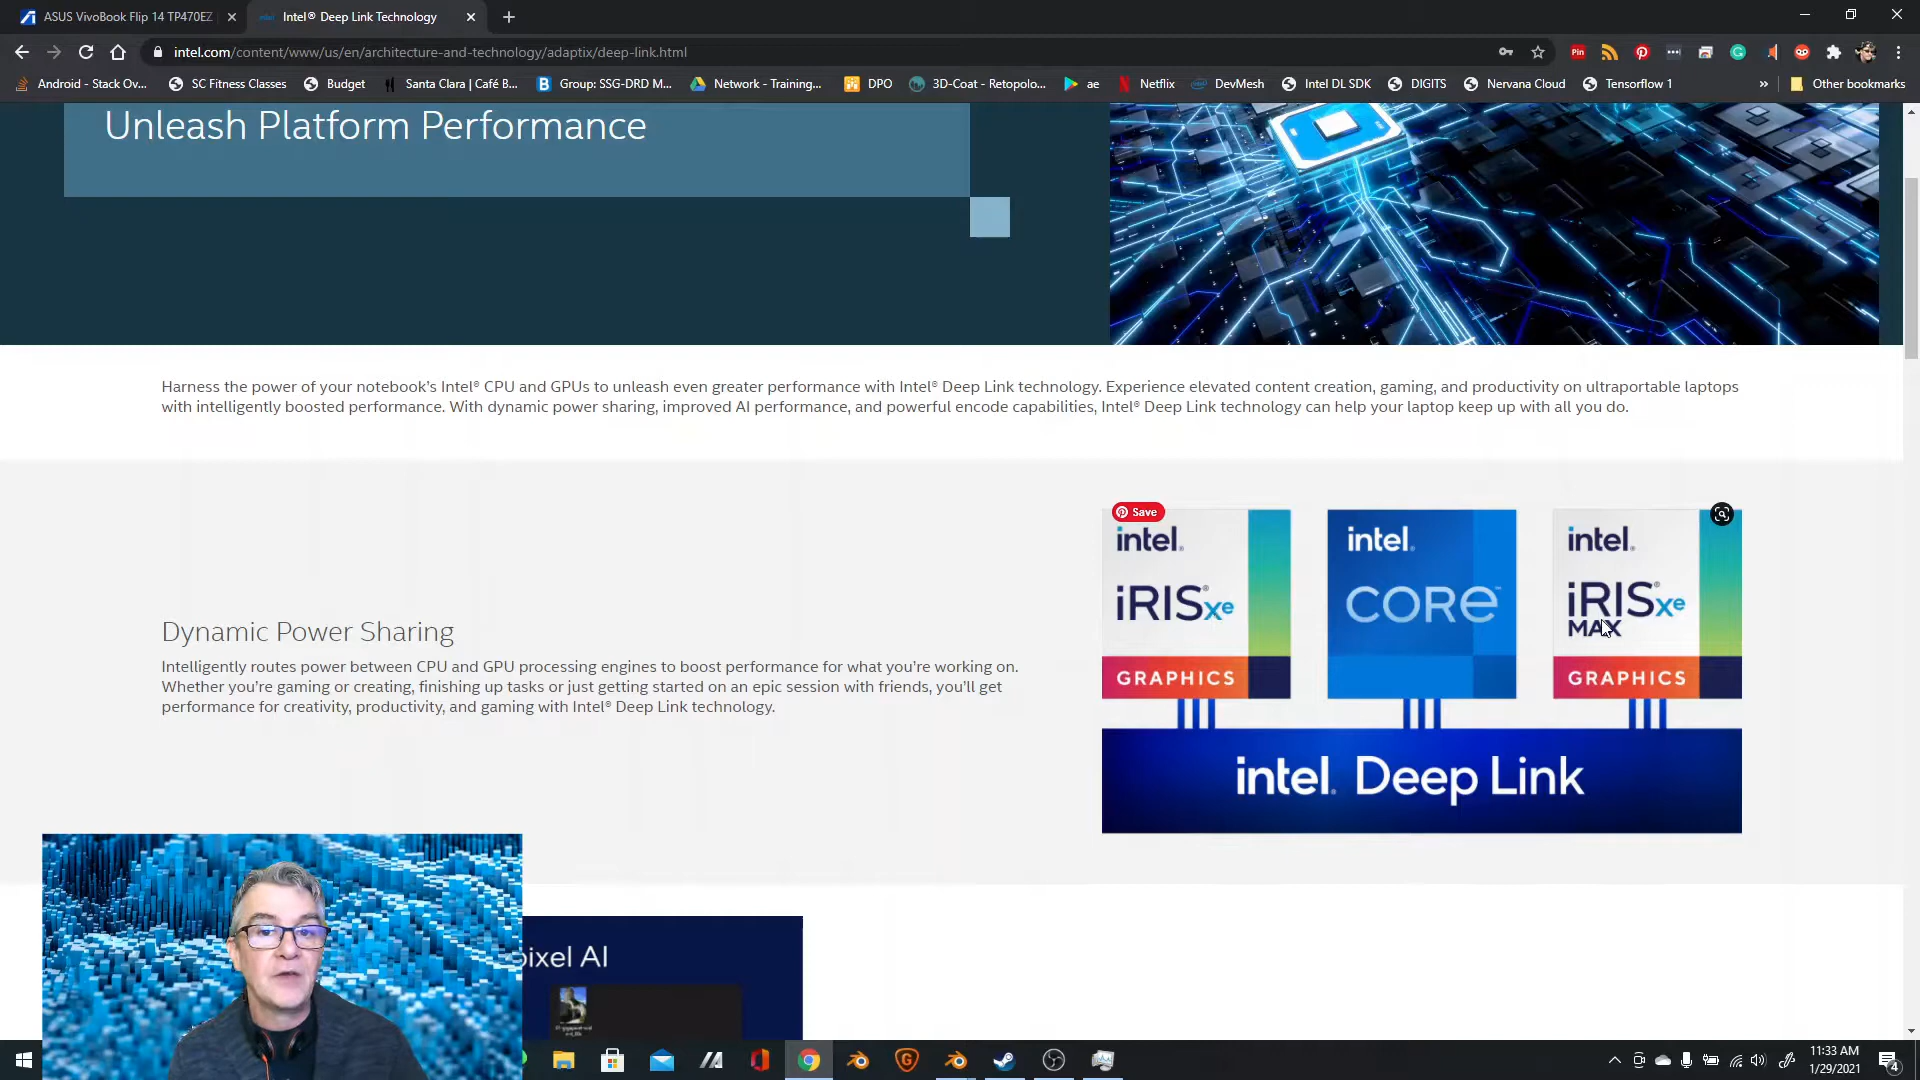 ASUS VivoBook Flip 14 TP470EZ
Intel® Deep Link Technology
intel.com/content/www/us/en/architecture-and-technology/adaptix/deep-link.html
Android - Stack Ov...
SC Fitness Classes
Budget
Santa Clara | Café B...
Group: SSG-DRD M...
Network - Training...
DPO
3D-Coat - Retopolo...
ae
Netflix
DevMesh
Intel DL SDK
DIGITS
Nervana Cloud
Tensorflow 1
»
Other bookmarks
Unleash Platform Performance
Harness the power of your notebook's Intel® CPU and GPUs to unleash even greater performance with Intel® Deep Link technology. Experience elevated content creation, gaming, and productivity on ultraportable laptops
with intelligently boosted performance. With dynamic power sharing, improved AI performance, and powerful encode capabilities, Intel® Deep Link technology can help your laptop keep up with all you do.
Save
intel.
iRIS® xe
GRAPHICS
intel.
CORe™
intel.
iRIS® xe
MAX
GRAPHICS
intel. Deep Link
Dynamic Power Sharing
Intelligently routes power between CPU and GPU processing engines to boost performance for what you're working on.
Whether you're gaming or creating, finishing up tasks or just getting started on an epic session with friends, you'll get
performance for creativity, productivity, and gaming with Intel® Deep Link technology.
pixel AI
11:33 AM
1/29/2021
4